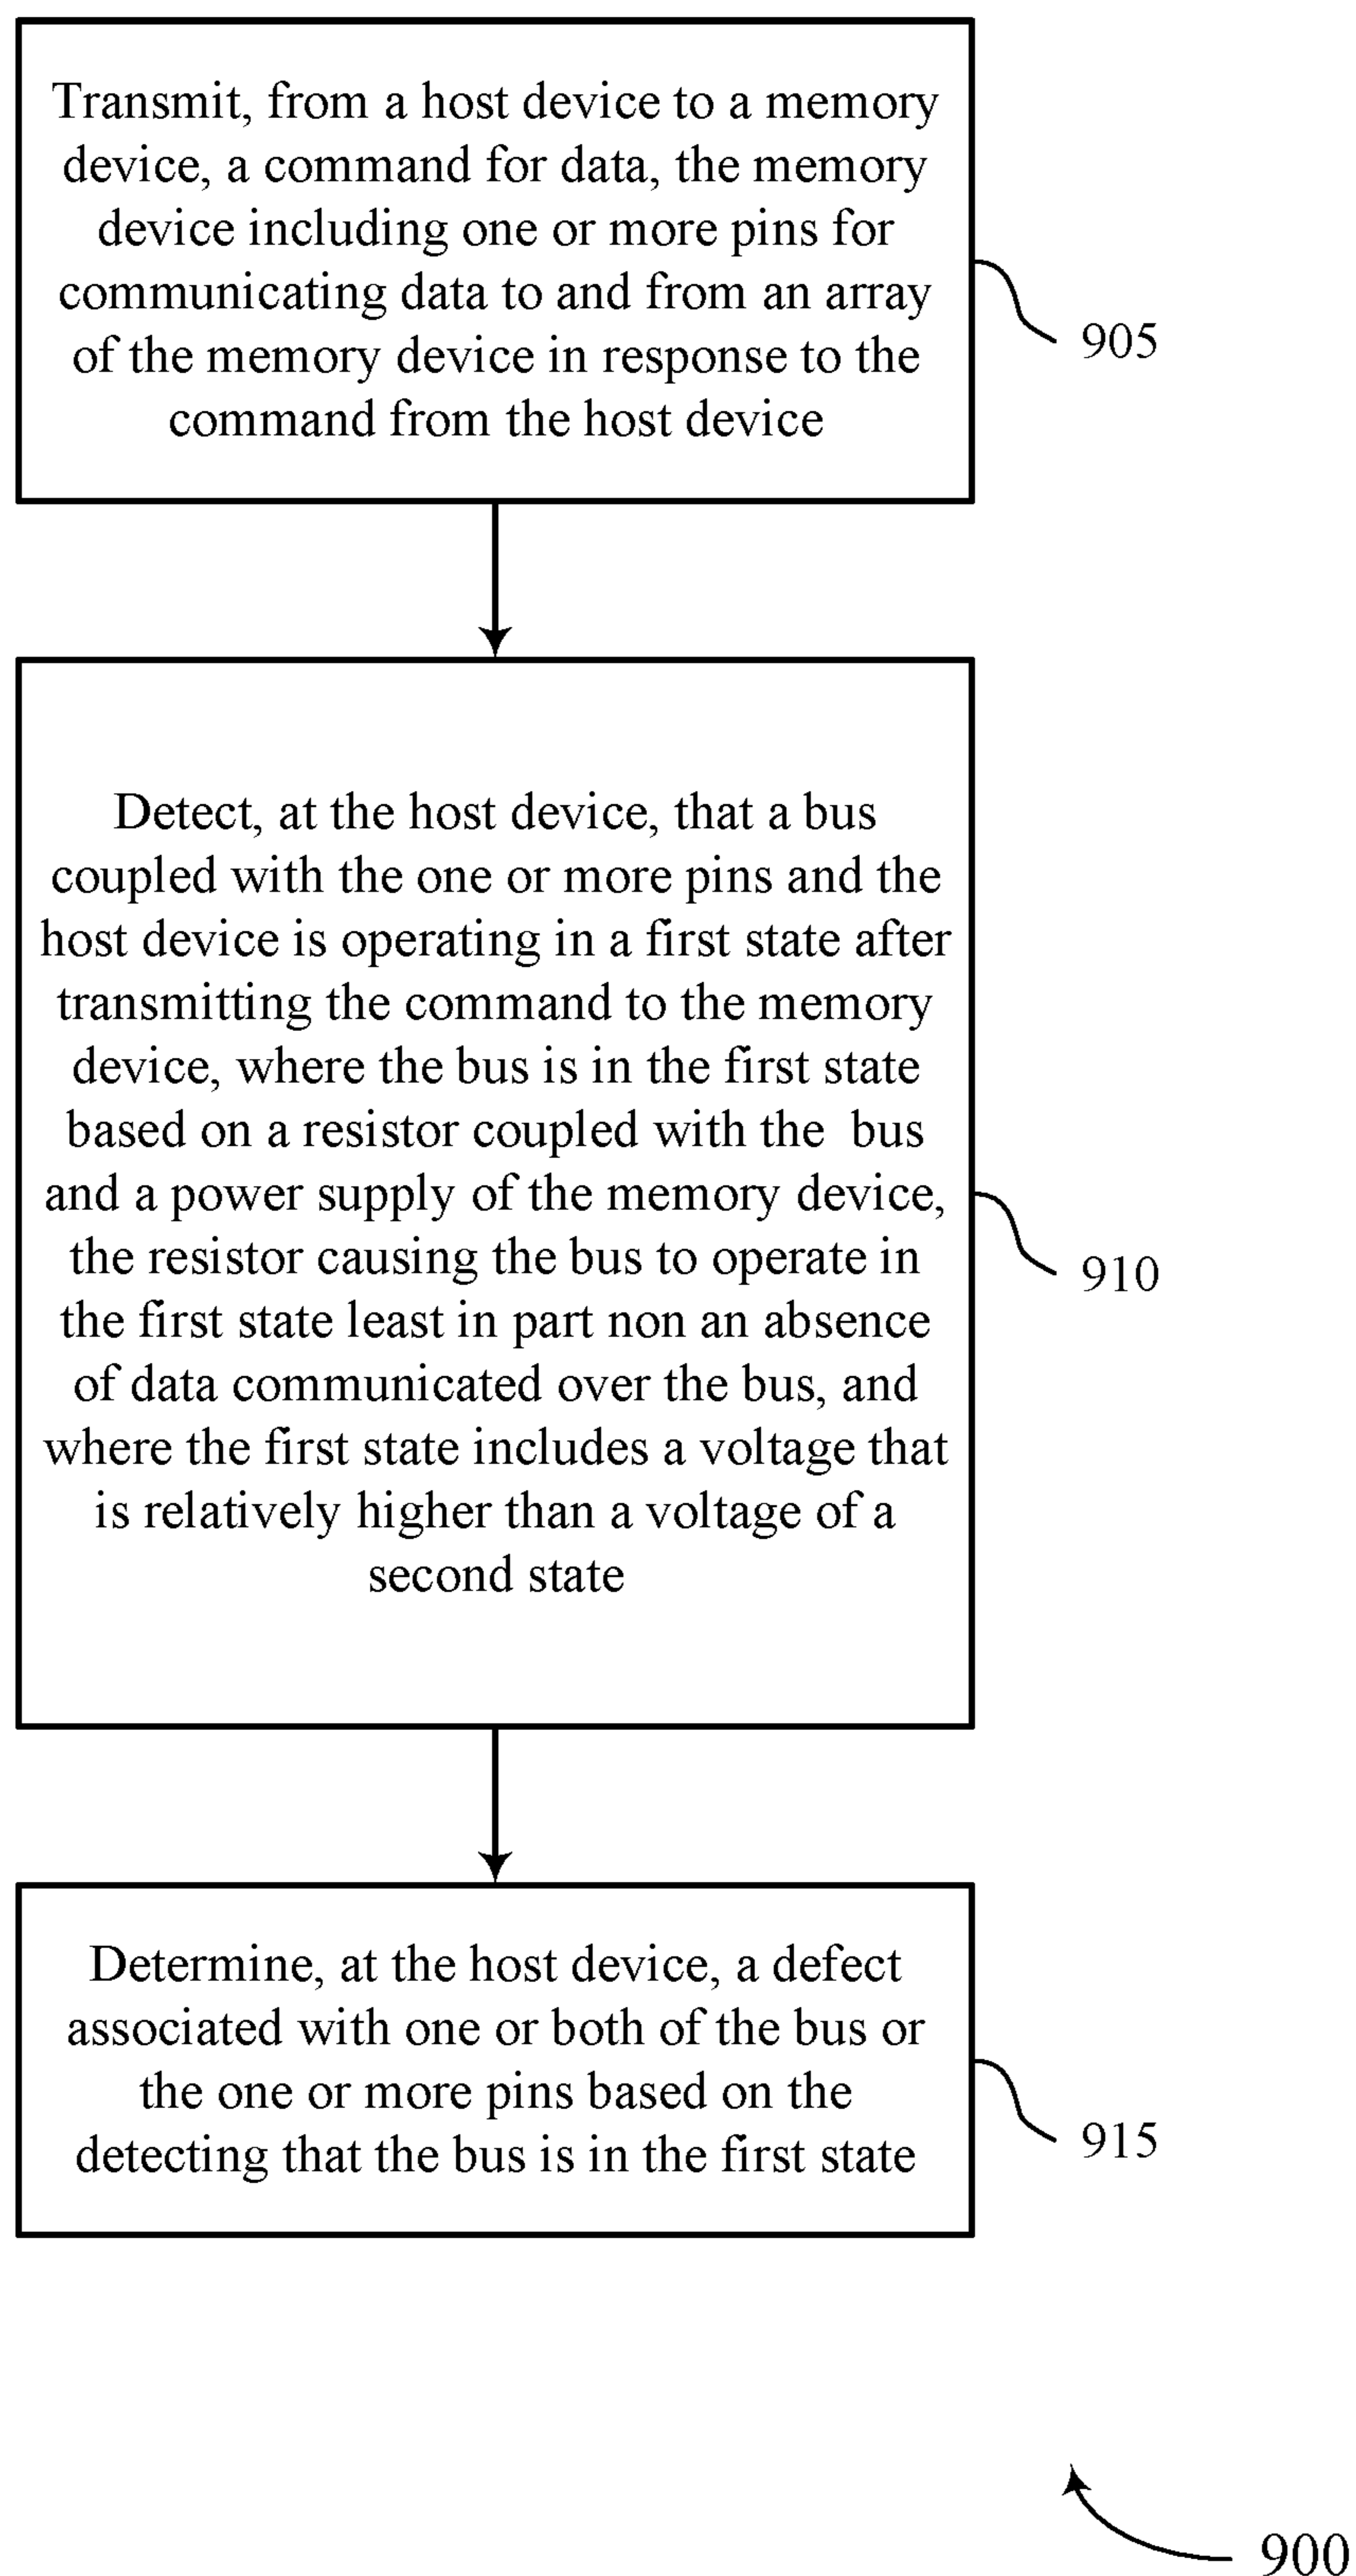 Transmit, from a host device to a memory
device, a command for data, the memory
device including one or more pins for
communicating data to and from an array
of the memory device in response to the
command from the host device
905
Detect, at the host device, that a bus
coupled with the one or more pins and the
host device is operating in a first state after
transmitting the command to the memory
device, where the bus is in the first state
based on a resistor coupled with the bus
and a power supply of the memory device,
the resistor causing the bus to operate in
the first state least in part non an absence
of data communicated over the bus, and
where the first state includes a voltage that
is relatively higher than a voltage of a
second state
910
Determine, at the host device, a defect
associated with one or both of the bus or
the one or more pins based on the
detecting that the bus is in the first state
915
900